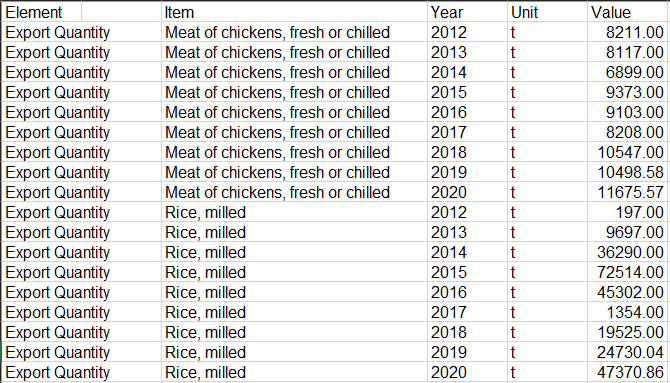 Element Item Year Unit Value
Export Quantity Meat of chickens, fresh or chilled 2012 t 8211.00
Export Quantity Meat of chickens, fresh or chilled 2013 t 8117.00
Export Quantity Meat of chickens, fresh or chilled 2014 t 6899.00
Export Quantity Meat of chickens, fresh or chilled 2015 t 9373.00
Export Quantity Meat of chickens, fresh or chilled 2016 t 9103.00
Export Quantity Meat of chickens, fresh or chilled 2017 t 8208.00
Export Quantity Meat of chickens, fresh or chilled 2018 t 10547.00
Export Quantity Meat of chickens, fresh or chilled 2019 t 10498.58
Export Quantity Meat of chickens, fresh or chilled 2020 t 11675.57
Export Quantity Rice, milled 2012 t 197.00
Export Quantity Rice, milled 2013 t 9697.00
Export Quantity Rice, milled 2014 t 36290.00
Export Quantity Rice, milled 2015 t 72514.00
Export Quantity Rice, milled 2016 t 45302.00
Export Quantity Rice, milled 2017 t 1354.00
Export Quantity Rice, milled 2018 t 19525.00
Export Quantity Rice, milled 2019 t 24730.04
Export Quantity Rice, milled 2020 t 47370.86